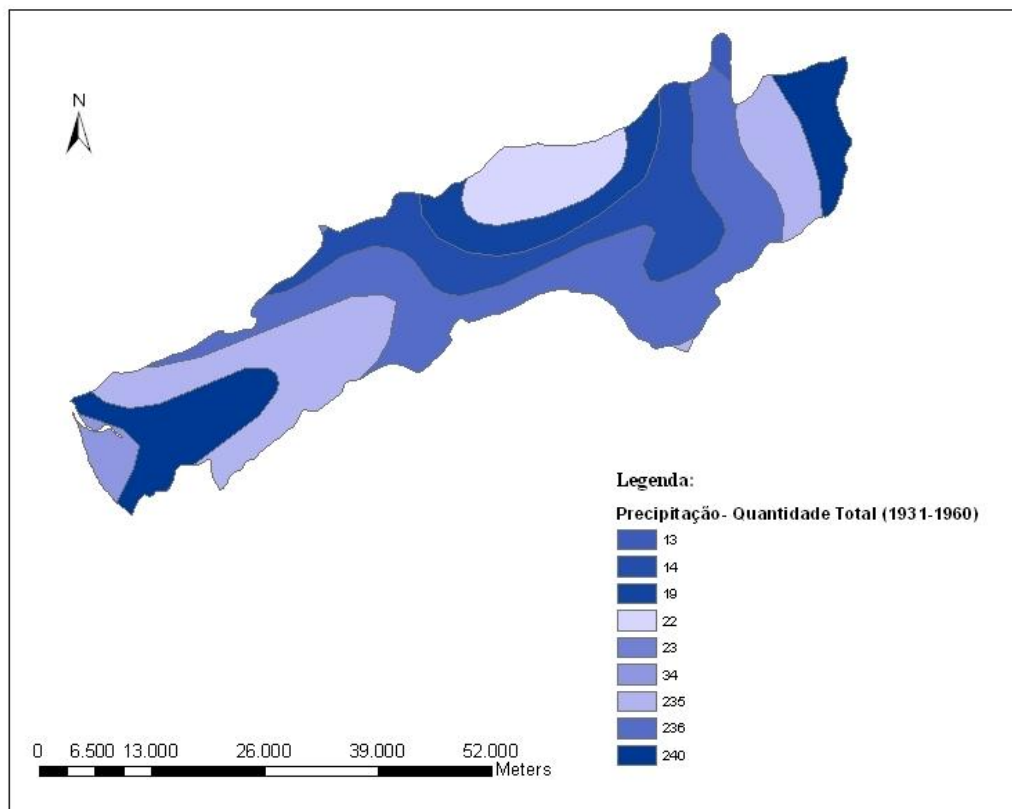 N
Legenda:
Precipitação- Quantidade Total (1931-1960)
13
14
19
22
23
34
235
236
240
0 6.500 13.000 26.000 39.000 52.000
Meters